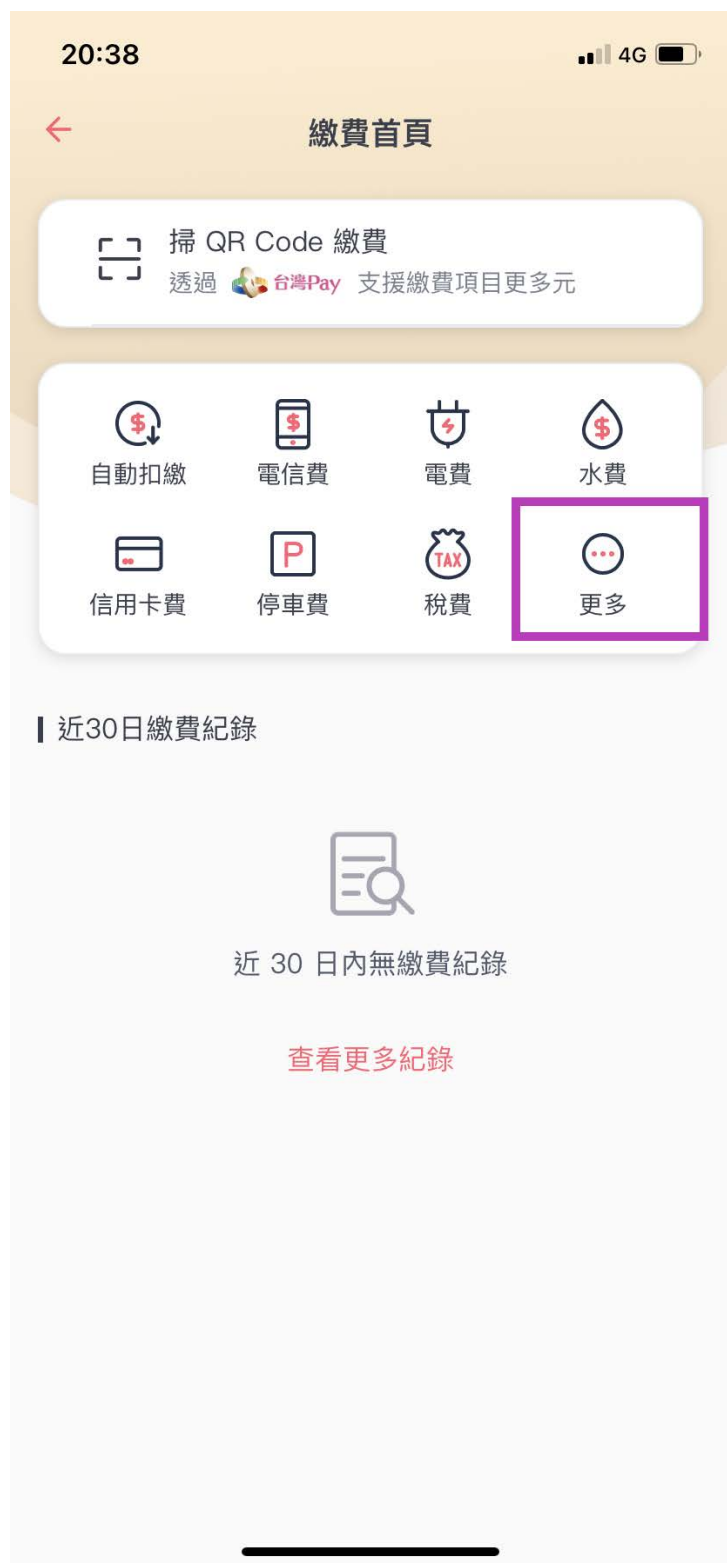 20:38
4G
繳費首頁
掃 QR Code 繳費
透過 台灣Pay 支援繳費項目更多元
自動扣繳 電信費 電費 水費
P TAX
信用卡費 停車費 稅費 更多
近30日繳費紀錄
近 30 日內無繳費紀錄
查看更多紀錄